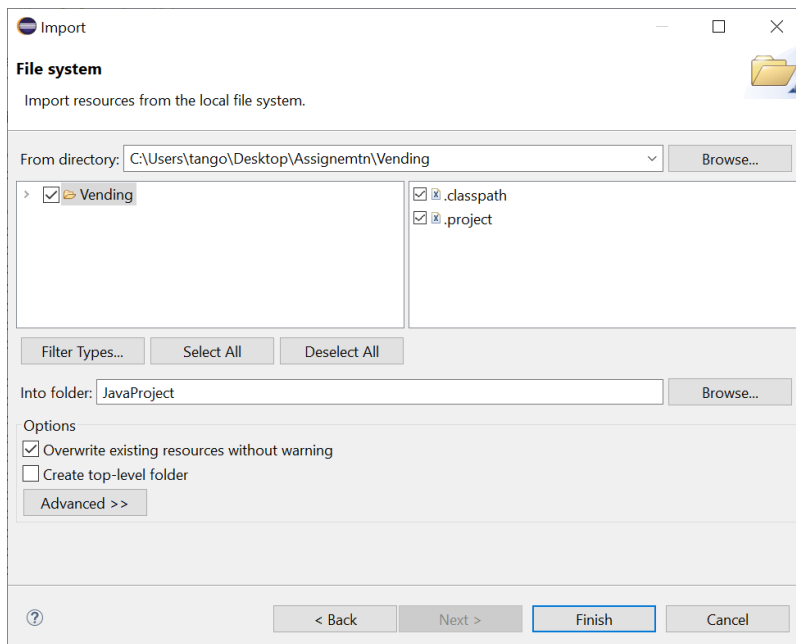 Import
File system
Import resources from the local file system.
From directory: C:\Users\tango\Desktop\Assignemtn\Vending Browse...
Vending
.classpath
.project
Filter Types... Select All Deselect All
Into folder: JavaProject Browse...
Options
Overwrite existing resources without warning
Create top-level folder
Advanced >>
? < Back Next > Finish Cancel